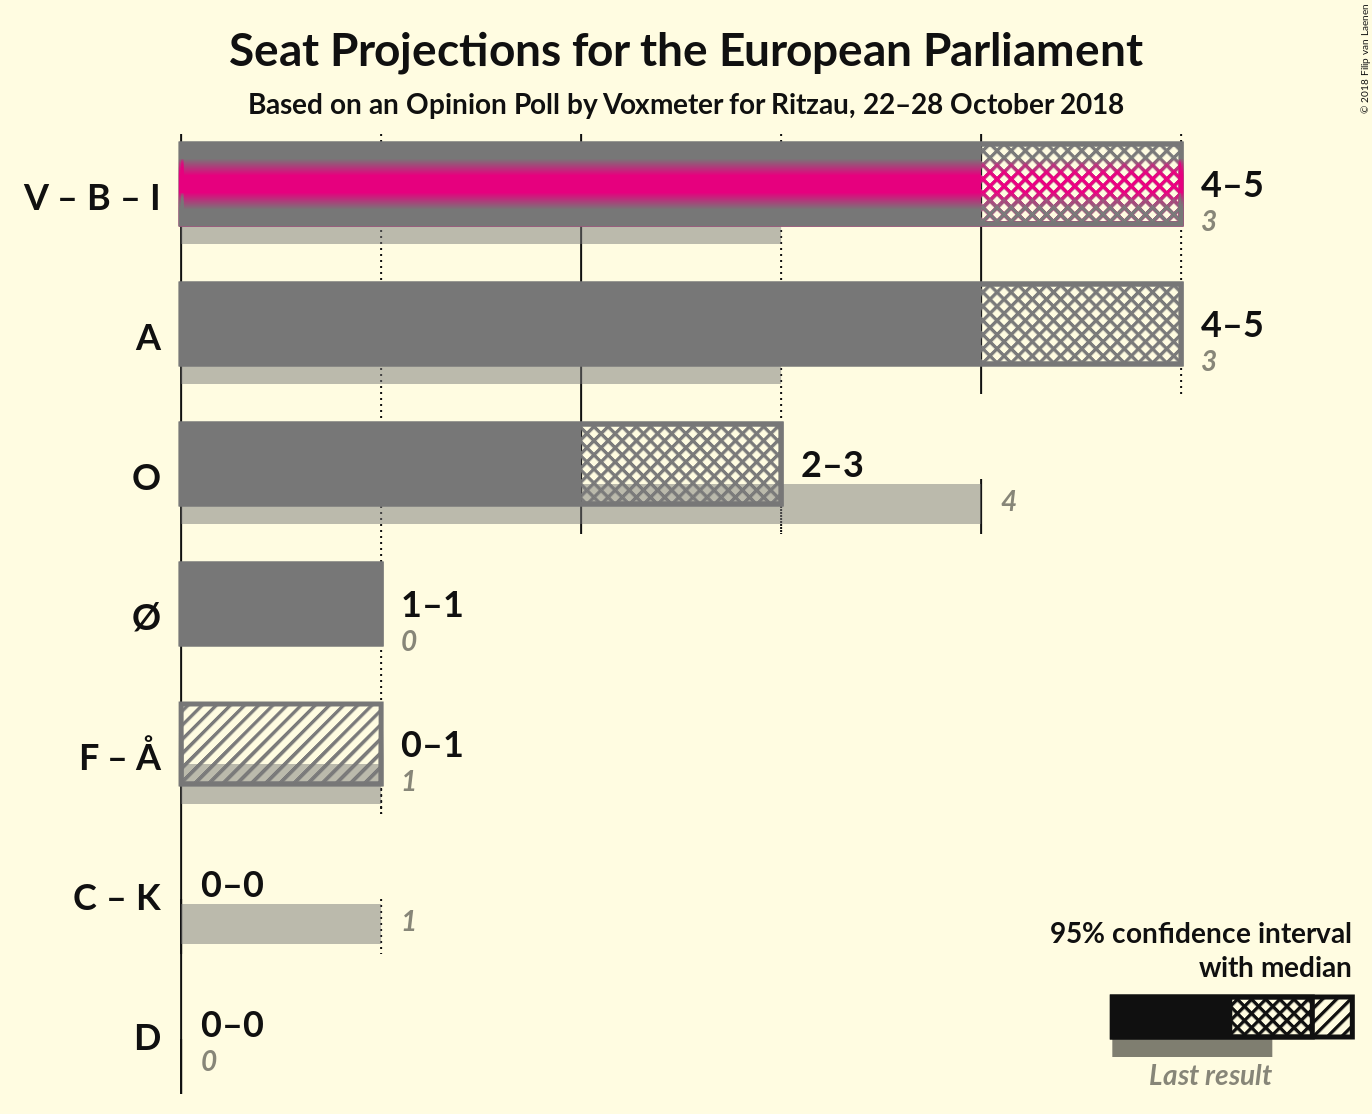 Seat Projections for the European Parliament
Based on an Opinion Poll by Voxmeter for Ritzau, 22–28 October 2018
© 2018 Filip van Laenen
V – B – I
4–5
3
A
4–5
3
O
2–3
4
Ø
1–1
0
F – Å
0–1
1
C – K
0–0
1
D
0–0
0
95% confidence interval
with median
Last result